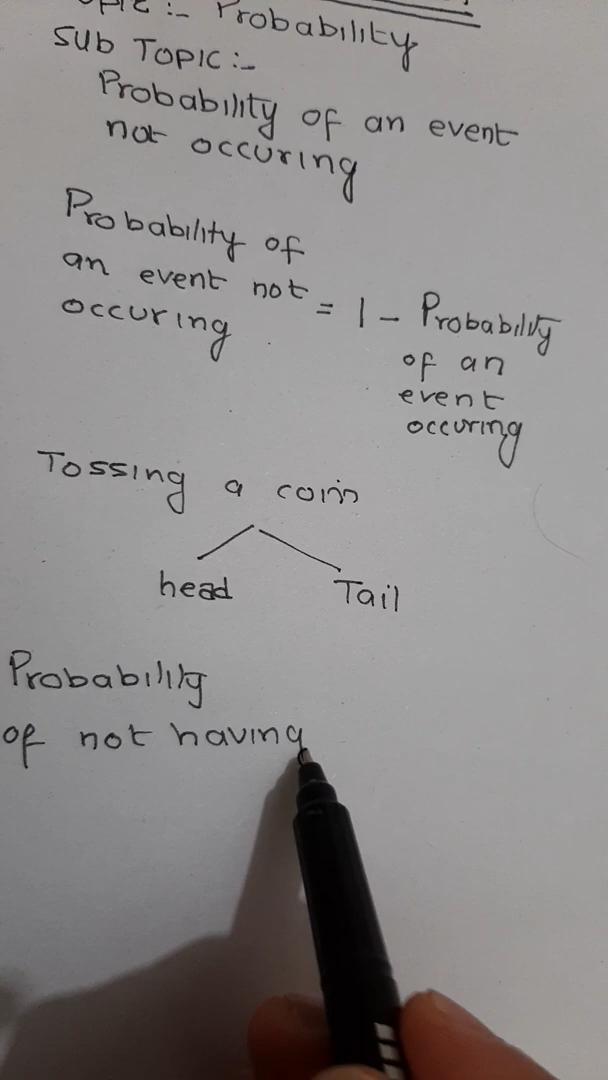 :- Probability
SUB TOPIC :-
Probability of an event
not occuring
Probability of
an event not
occuring
= 1 - Probability
of an
event
occuring
Tossing a coin
head Tail
Probability
of not having